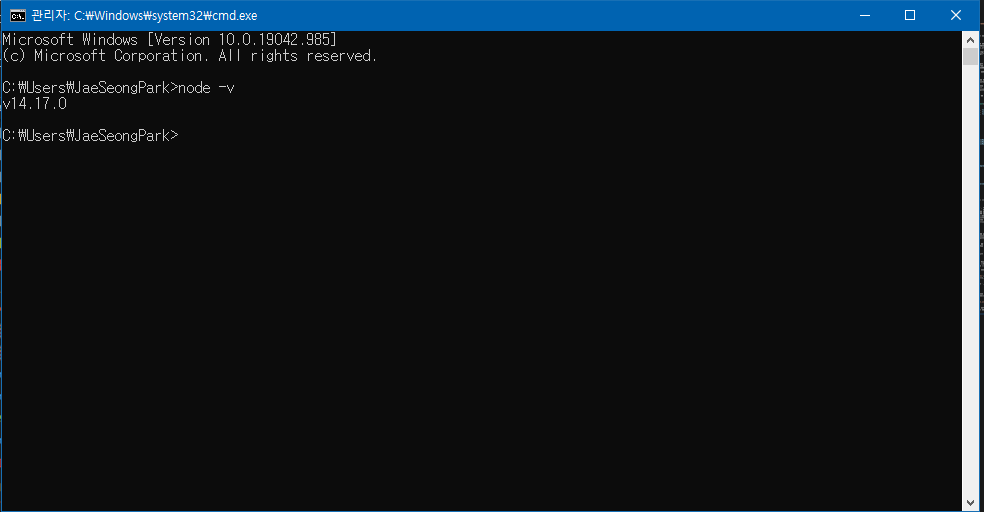 관리자: C:₩Windows₩system32₩cmd.exe
Microsoft Windows [Version 10.0.19042.985]
(c) Microsoft Corporation. All rights reserved.
C:₩Users₩JaeSeongPark>node -v
v14.17.0
C:₩Users₩JaeSeongPark>